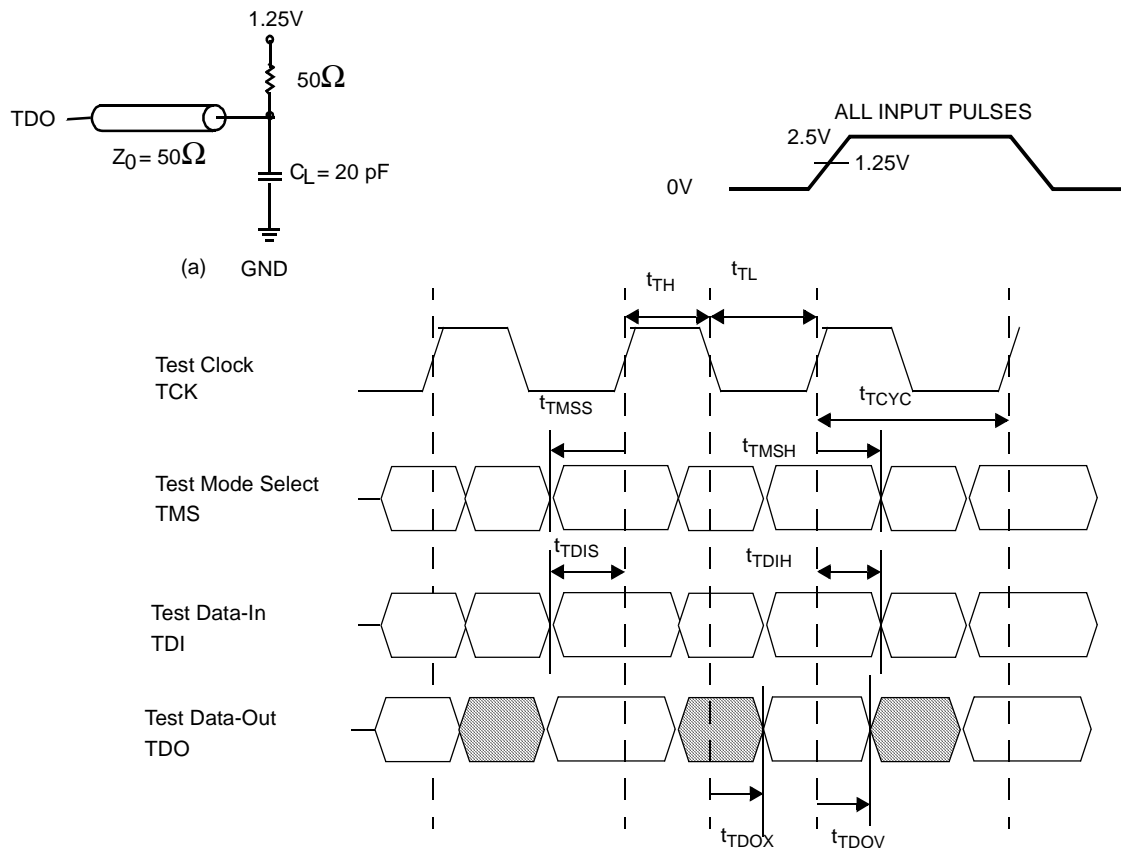 1.25V
50Ω
TDO
Z0 = 50Ω
CL = 20 pF
(a) GND
ALL INPUT PULSES
2.5V
1.25V
0V
tTH
tTL
Test Clock
TCK
tTMSS
tTCYC
Test Mode Select
TMS
tTMSH
tTDIS
tTDIH
Test Data-In
TDI
Test Data-Out
TDO
tTDOX
tTDOV